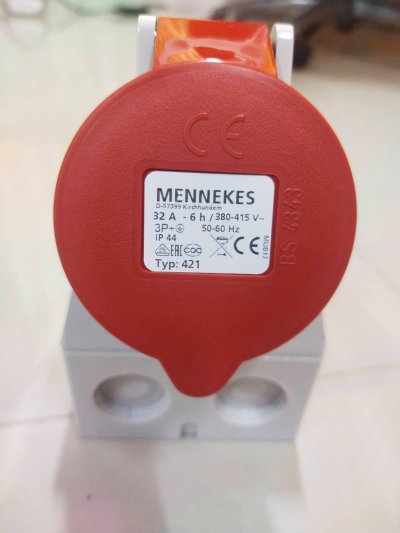 CE
MENNEKES
D-57399 Kirchhundem
32 A - 6 h / 380-415 V~
3P+⏚ 50-60 Hz
IP 44
EAC CQC CE
Typ: 421
MU817
BS 4343